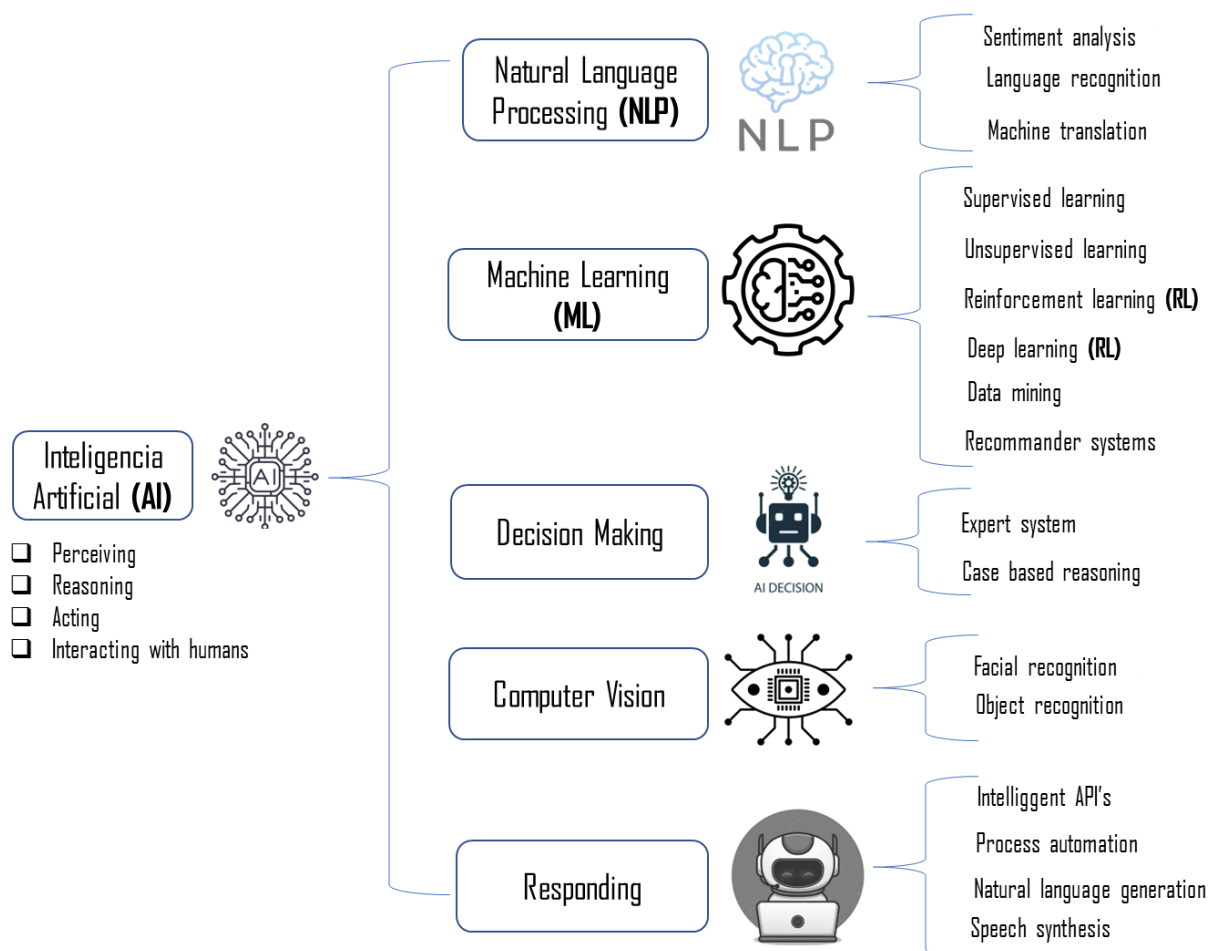 Inteligencia
Artificial (AI)
AI
❑ Perceiving
❑ Reasoning
❑ Acting
❑ Interacting with humans
Natural Language
Processing (NLP)
NLP
Sentiment analysis
Language recognition
Machine translation
Machine Learning
(ML)
Supervised learning
Unsupervised learning
Reinforcement learning (RL)
Deep learning (RL)
Data mining
Recommander systems
Decision Making
AI DECISION
Expert system
Case based reasoning
Computer Vision
Facial recognition
Object recognition
Responding
Intelliggent API's
Process automation
Natural language generation
Speech synthesis